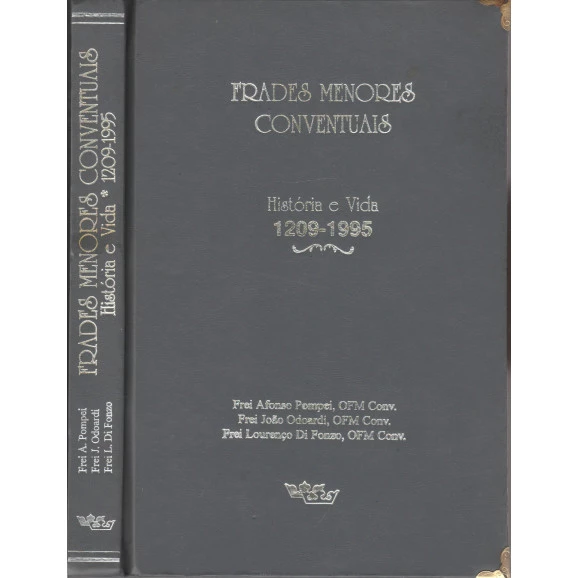 FRADES MENORES CONVENTUAIS
História e Vida * 1209-1995
Frei A. Pompei
Frei J. Odoardi
Frei L. Di Fonzo
FRADES MENORES
CONVENTUAIS
História e Vida
1209-1995
Frei Afonso Pompei, OFM Conv.
Frei João Odoardi, OFM Conv.
Frei Lourenço Di Fonzo, OFM Conv.